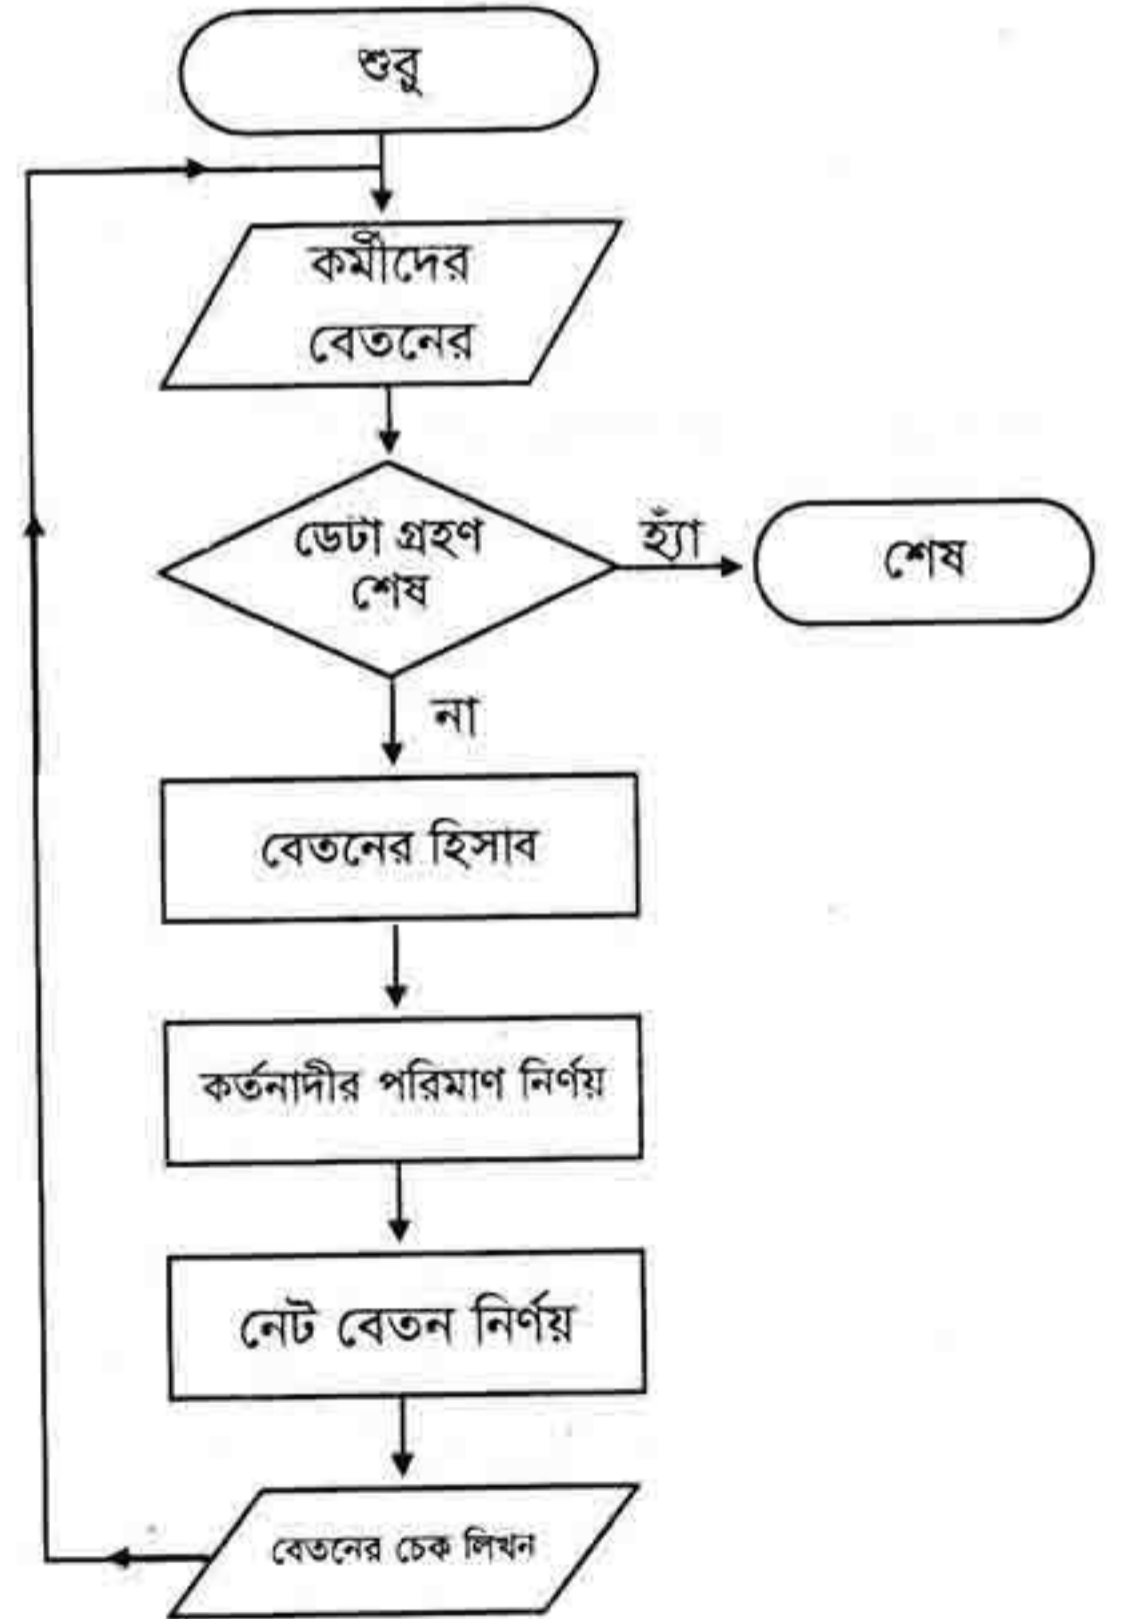 শুরু
কর্মীদের
বেতনের
ডেটা গ্রহণ
শেষ
হ্যাঁ
শেষ
না
বেতনের হিসাব
কর্তনাদীর পরিমাণ নির্ণয়
নেট বেতন নির্ণয়
বেতনের চেক লিখন